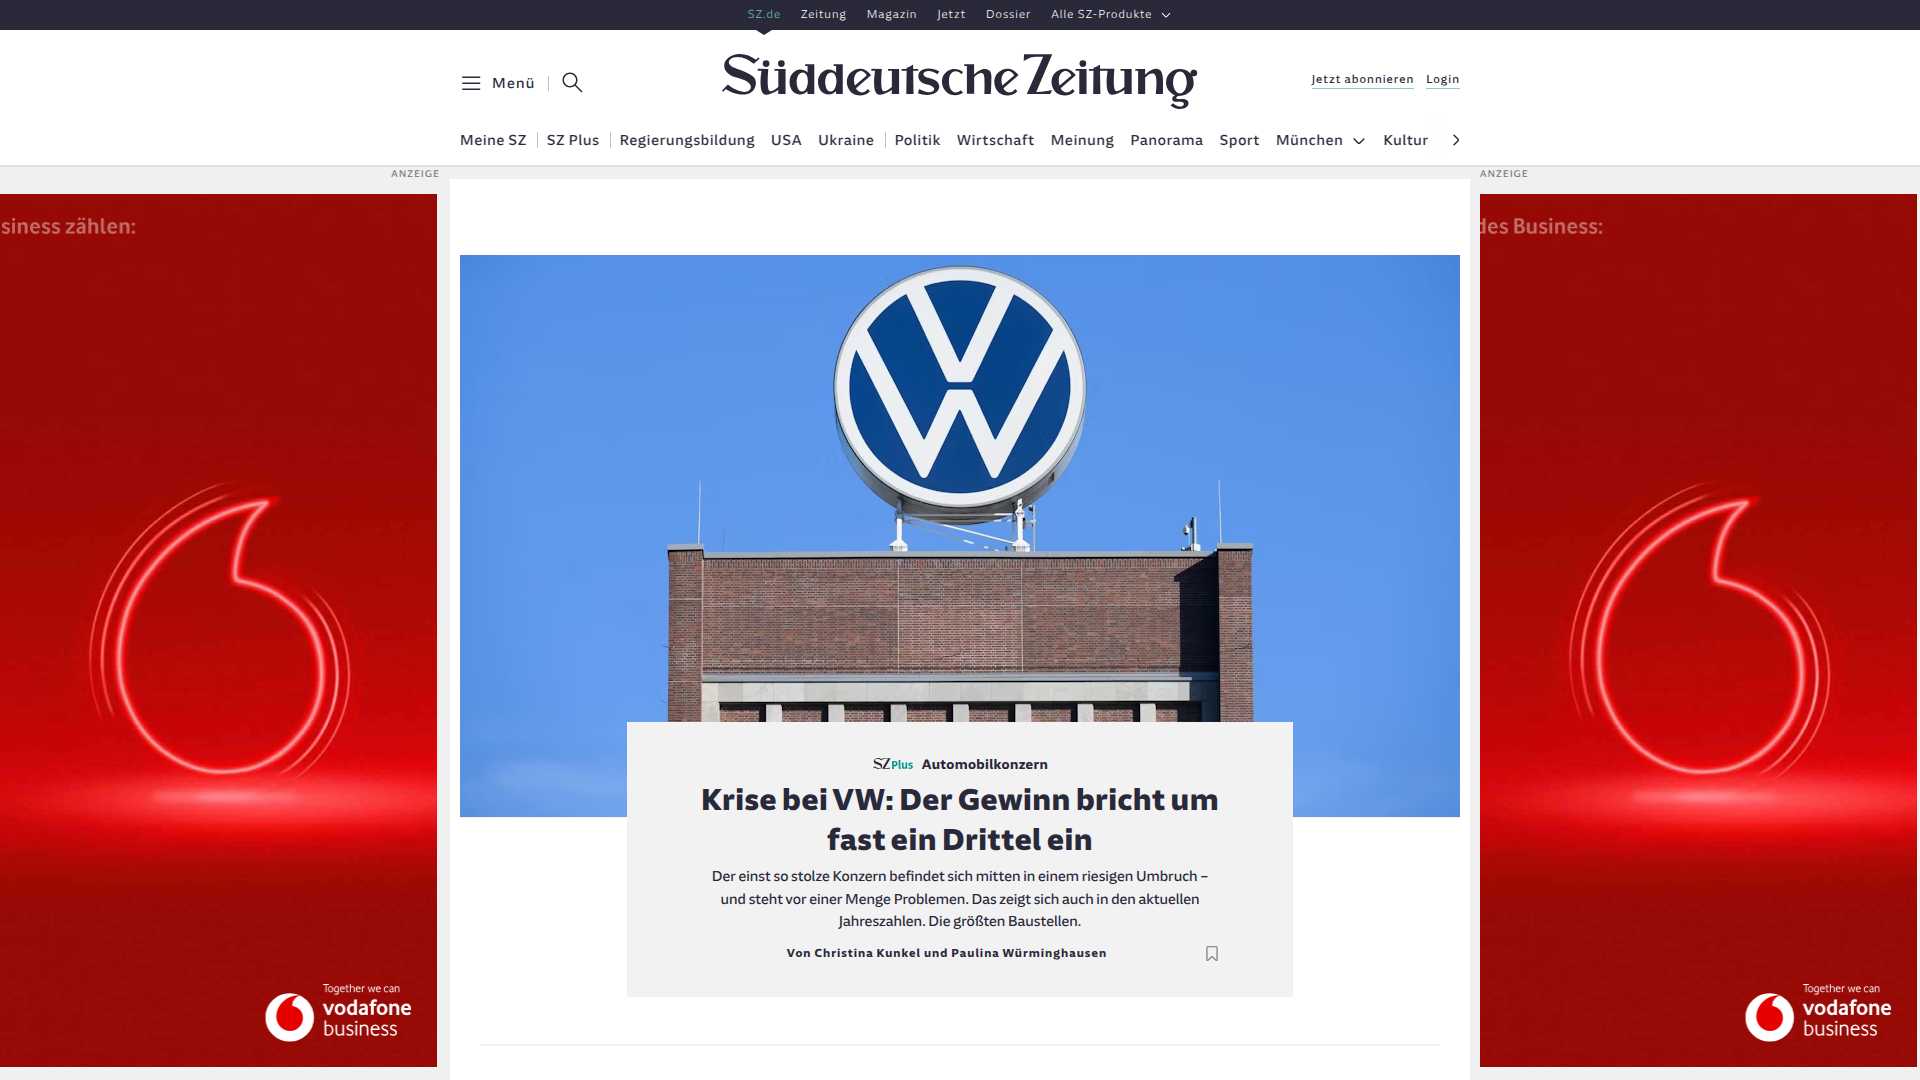 SZ.de Zeitung Magazin Jetzt Dossier Alle SZ-Produkte
Menü
Süddeutsche Zeitung
Jetzt abonnieren Login
Meine SZ SZ Plus Regierungsbildung USA Ukraine Politik Wirtschaft Meinung Panorama Sport München Kultur
ANZEIGE
ANZEIGE
siness zählen:
des Business:
SZ Plus Automobilkonzern
Krise bei VW: Der Gewinn bricht um
fast ein Drittel ein
Der einst so stolze Konzern befindet sich mitten in einem riesigen Umbruch –
und steht vor einer Menge Problemen. Das zeigt sich auch in den aktuellen
Jahreszahlen. Die größten Baustellen.
Von Christina Kunkel und Paulina Würminghausen
Together we can
vodafone
business
Together we can
vodafone
business